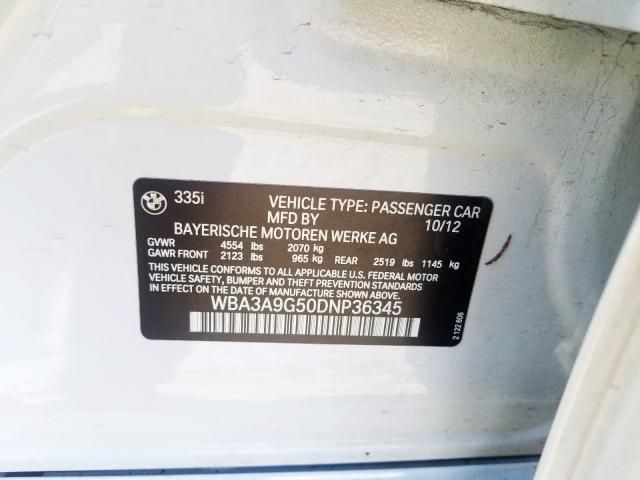 335i VEHICLE TYPE: PASSENGER CAR
MFD BY 10/12
BAYERISCHE MOTOREN WERKE AG
GVWR 4554 lbs 2070 kg
GAWR FRONT 2123 lbs 965 kg REAR 2519 lbs 1145 kg
THIS VEHICLE CONFORMS TO ALL APPLICABLE U.S. FEDERAL MOTOR
VEHICLE SAFETY, BUMPER AND THEFT PREVENTION STANDARDS IN
EFFECT ON THE DATE OF MANUFACTURE SHOWN ABOVE.
WBA3A9G50DNP36345
2 122 606